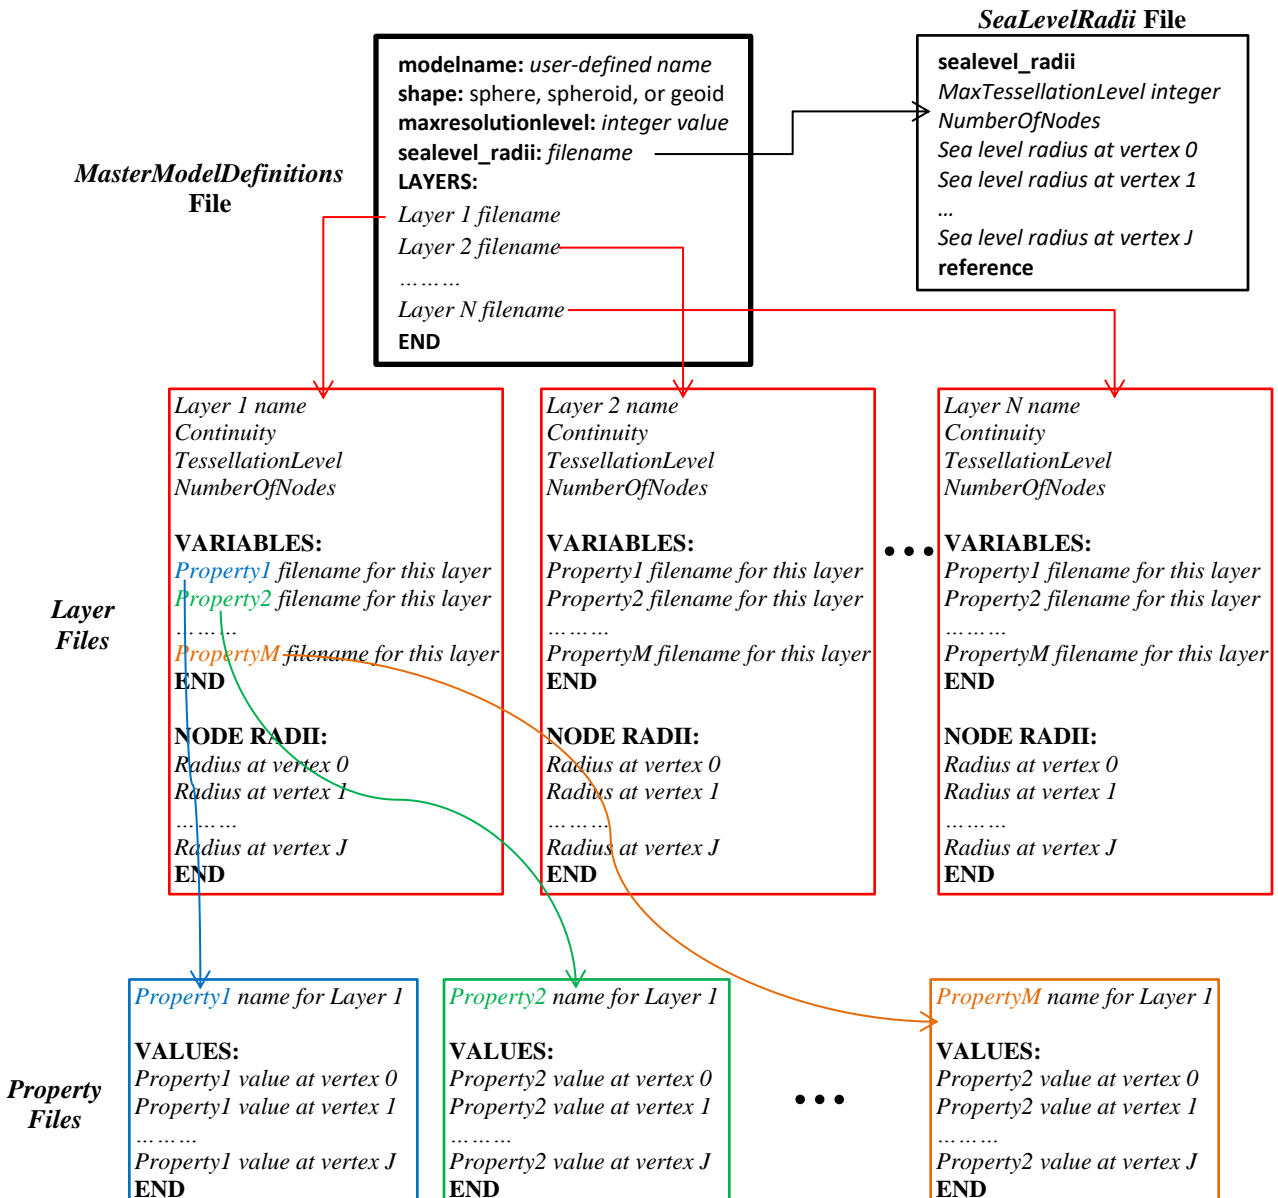 SeaLevelRadii File
sealevel_radii
MaxTessellationLevel integer
NumberOfNodes
Sea level radius at vertex 0
Sea level radius at vertex 1
...
Sea level radius at vertex J
reference
MasterModelDefinitions
File
modelname: user-defined name
shape: sphere, spheroid, or geoid
maxresolutionlevel: integer value
sealevel_radii: filename
LAYERS:
Layer 1 filename
Layer 2 filename
………
Layer N filename
END
Layer
Files
Layer 1 name
Continuity
TessellationLevel
NumberOfNodes
VARIABLES:
Property1 filename for this layer
Property2 filename for this layer
………
PropertyM filename for this layer
END
NODE RADII:
Radius at vertex 0
Radius at vertex 1
………
Radius at vertex J
END
Layer 2 name
Continuity
TessellationLevel
NumberOfNodes
VARIABLES:
Property1 filename for this layer
Property2 filename for this layer
………
PropertyM filename for this layer
END
NODE RADII:
Radius at vertex 0
Radius at vertex 1
………
Radius at vertex J
END
...
Layer N name
Continuity
TessellationLevel
NumberOfNodes
VARIABLES:
Property1 filename for this layer
Property2 filename for this layer
………
PropertyM filename for this layer
END
NODE RADII:
Radius at vertex 0
Radius at vertex 1
………
Radius at vertex J
END
Property
Files
Property1 name for Layer 1
VALUES:
Property1 value at vertex 0
Property1 value at vertex 1
………
Property1 value at vertex J
END
Property2 name for Layer 1
VALUES:
Property2 value at vertex 0
Property2 value at vertex 1
………
Property2 value at vertex J
END
...
PropertyM name for Layer 1
VALUES:
Property2 value at vertex 0
Property2 value at vertex 1
………
Property2 value at vertex J
END